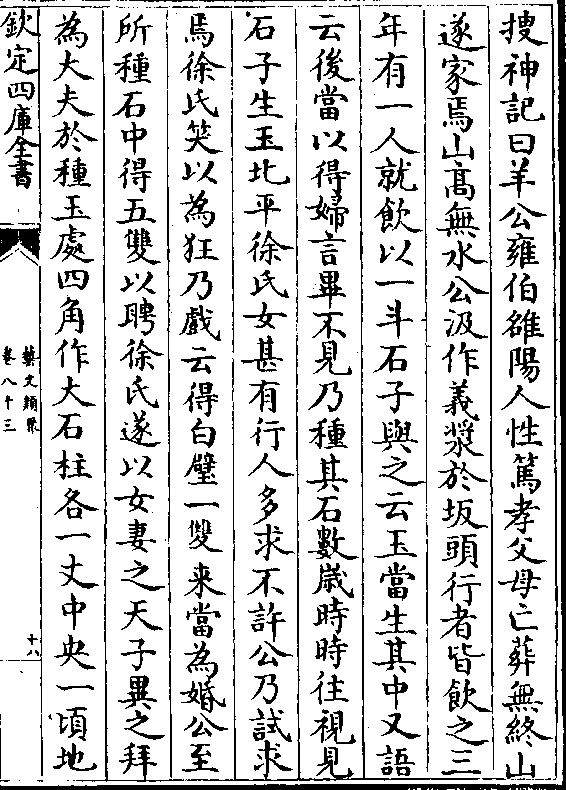 搜神記曰羊公雍伯雒陽人性篤孝父母亡葬無終山
遂家焉山髙無水公汲作義漿於坂頭行者皆飲之三
年有一人就飲以一斗石子與之云玉當生其中又語
云後當以得婦言畢不見乃種其石數嵗時時往視見
石子生玉北平徐氏女甚有行人多求不許公乃試求
焉徐氏笑以為狂乃戲云得白璧一雙来當為婚公至
所種石中得五雙以聘徐氏遂以女妻之天子異之拜
為大夫於種玉處四角作大石柱各一丈中央一頃地
欽定四庫全書
藝文類聚
卷八十三
十八